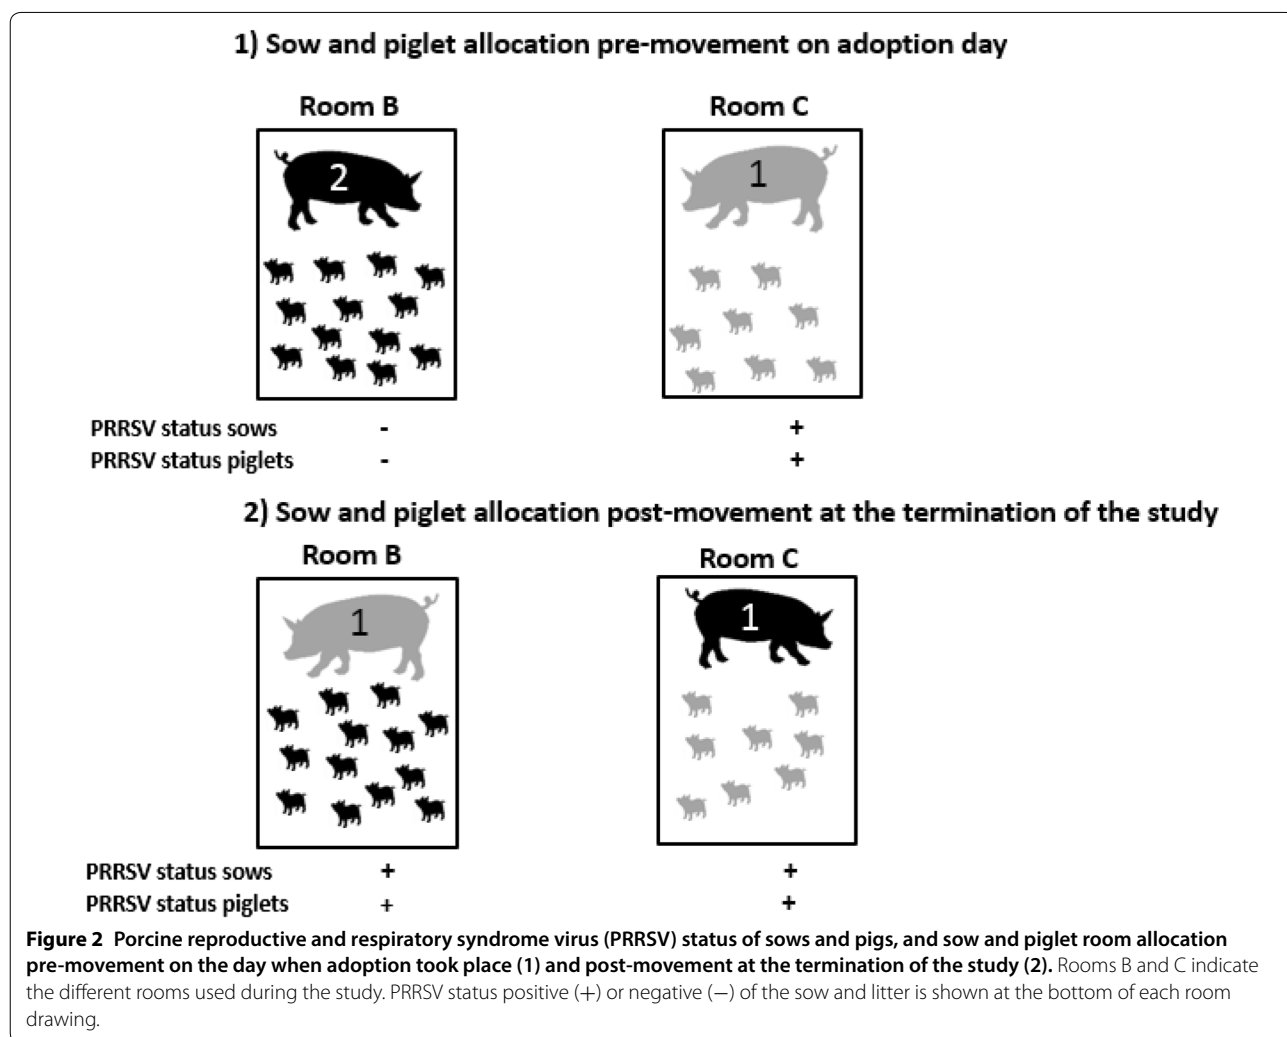 1) Sow and piglet allocation pre-movement on adoption day
Room B Room C
2 1
PRRSV status sows - +
PRRSV status piglets - +
2) Sow and piglet allocation post-movement at the termination of the study
Room B Room C
1 1
PRRSV status sows + +
PRRSV status piglets + +
Figure 2 Porcine reproductive and respiratory syndrome virus (PRRSV) status of sows and pigs, and sow and piglet room allocation
pre-movement on the day when adoption took place (1) and post-movement at the termination of the study (2). Rooms B and C indicate
the different rooms used during the study. PRRSV status positive (+) or negative (−) of the sow and litter is shown at the bottom of each room
drawing.